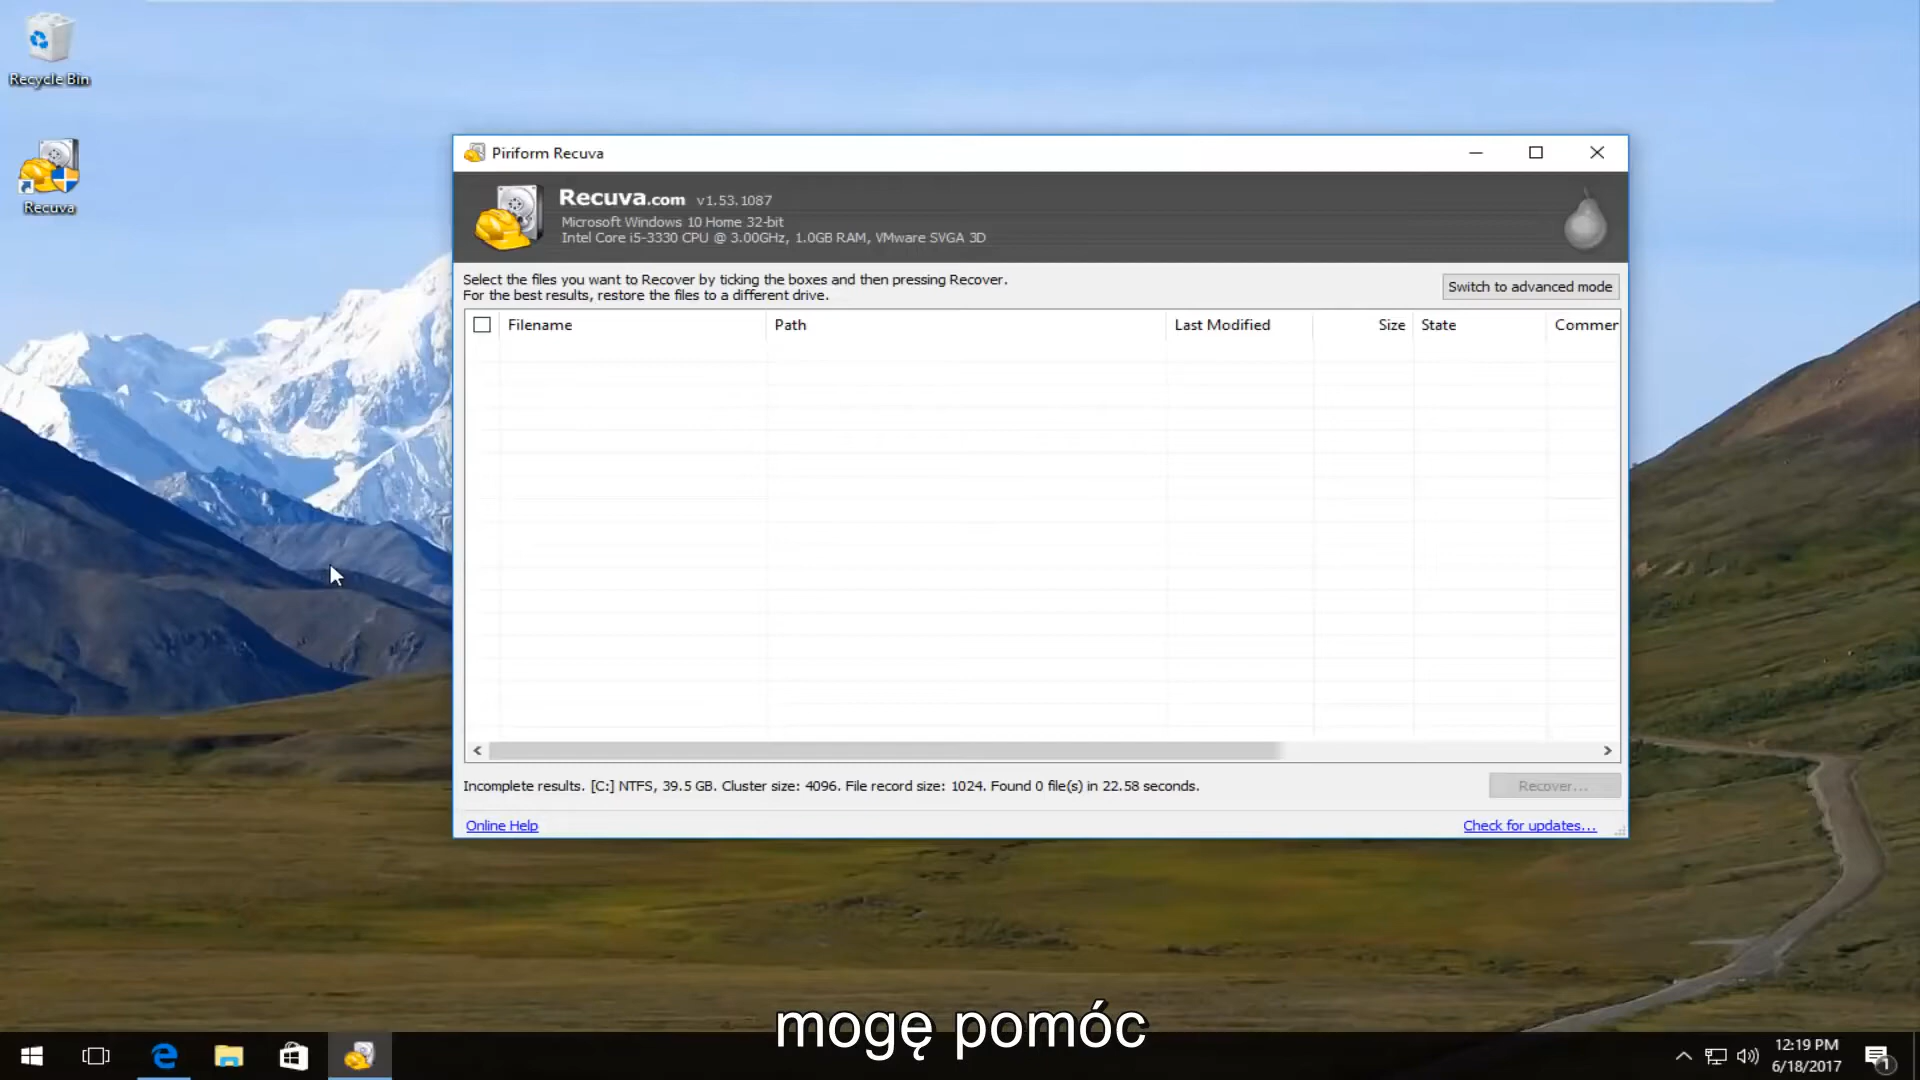 Recycle Bin
Recuva
Piriform Recuva
Recuva.com v1.53.1087
Microsoft Windows 10 Home 32-bit
Intel Core i5-3330 CPU @ 3.00GHz, 1.0GB RAM, VMware SVGA 3D
Select the files you want to Recover by ticking the boxes and then pressing Recover.
For the best results, restore the files to a different drive.
Switch to advanced mode
Filename Path Last Modified Size State Commer
Incomplete results. [C:] NTFS, 39.5 GB. Cluster size: 4096. File record size: 1024. Found 0 file(s) in 22.58 seconds.
Recover...
Online Help
Check for updates...
mogę pomóc
12:19 PM
6/18/2017
1